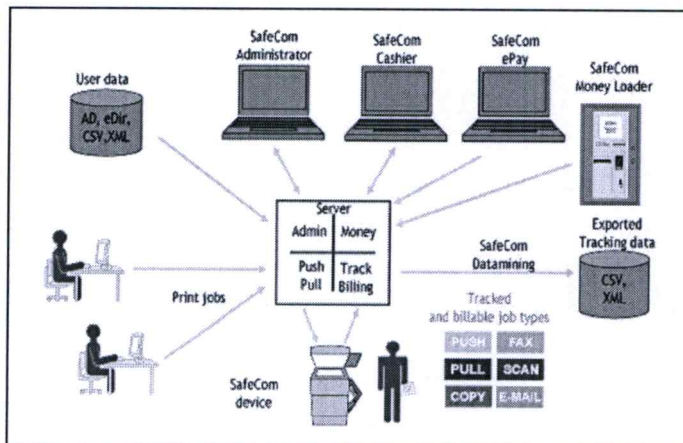 SafeCom
Administrator
SafeCom
Cashier
SafeCom
ePay
SafeCom
Money Loader
User data
AD, eDir,
CSV,XML
Server
Admin
Money
Push
Pull
Track
Billing
Print jobs
SafeCom
Datamining
Exported
Tracking data
CSV,
XML
Tracked
and billable job types
PUSH
FAX
PULL
SCAN
COPY
E-MAIL
SafeCom
device